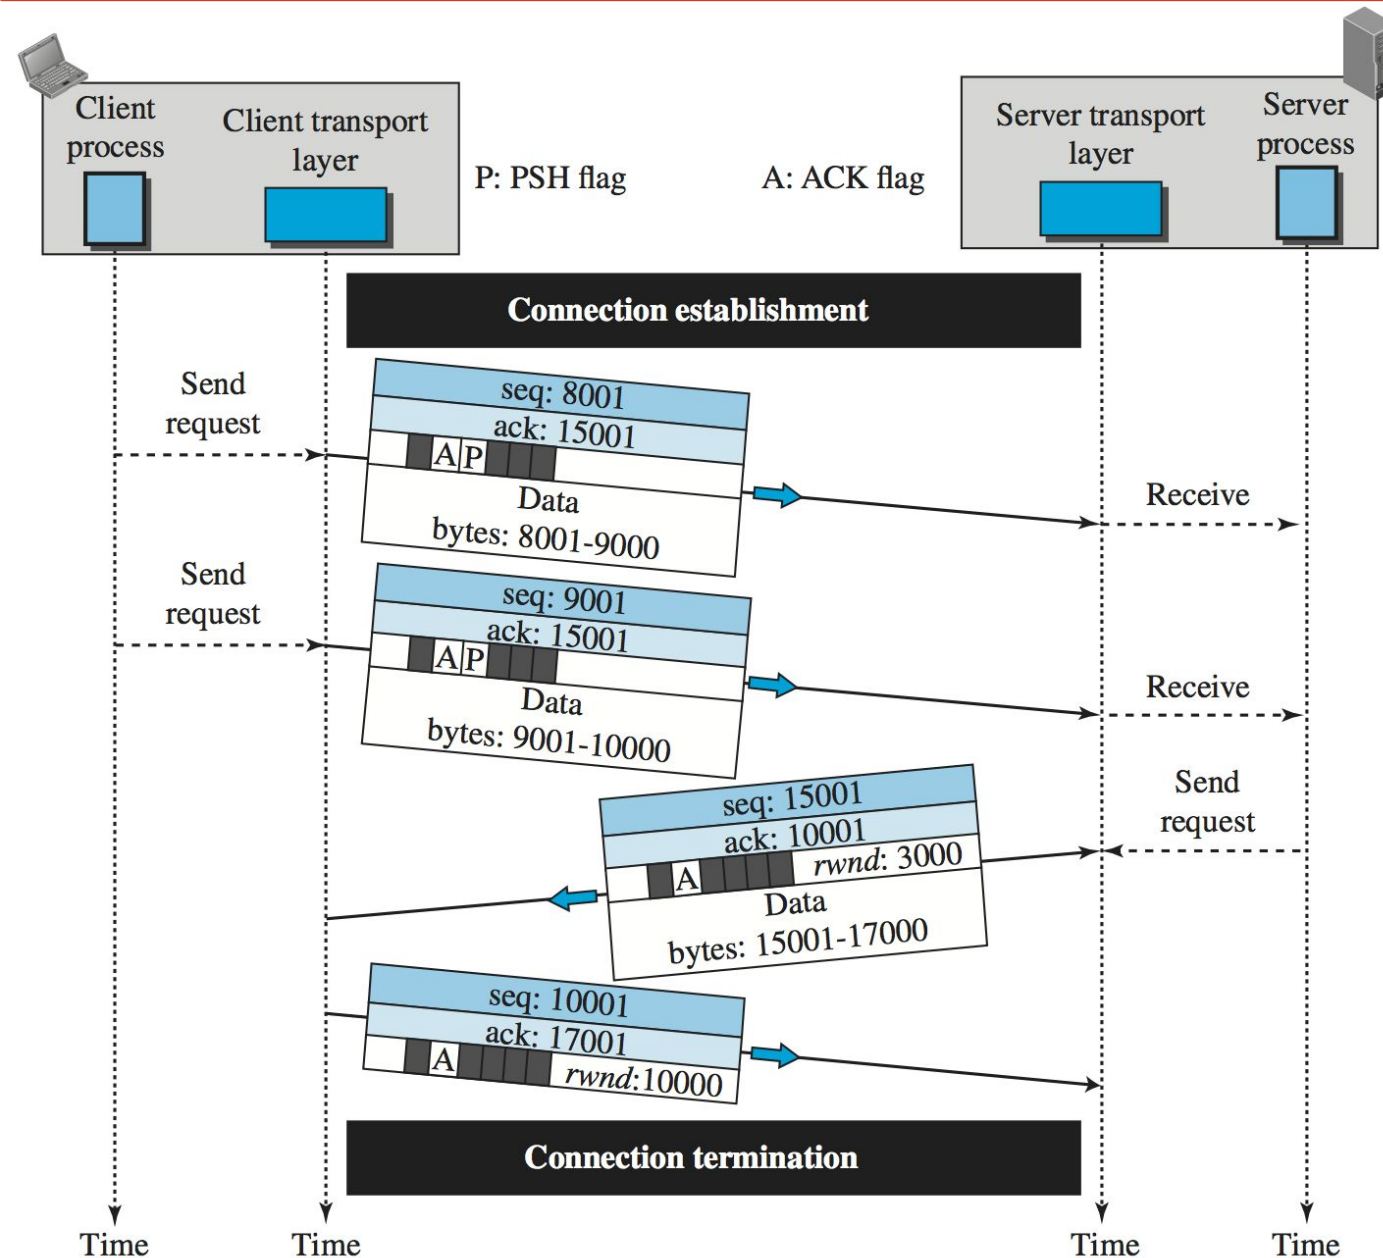 Client
process
Client transport
layer
P: PSH flag
A: ACK flag
Server transport
layer
Server
process
Connection establishment
Send
request
seq: 8001
ack: 15001
A P
Data
bytes: 8001-9000
Receive
Send
request
seq: 9001
ack: 15001
A P
Data
bytes: 9001-10000
Receive
Send
request
seq: 15001
ack: 10001
A rwnd: 3000
Data
bytes: 15001-17000
seq: 10001
ack: 17001
A rwnd:10000
Connection termination
Time
Time
Time
Time